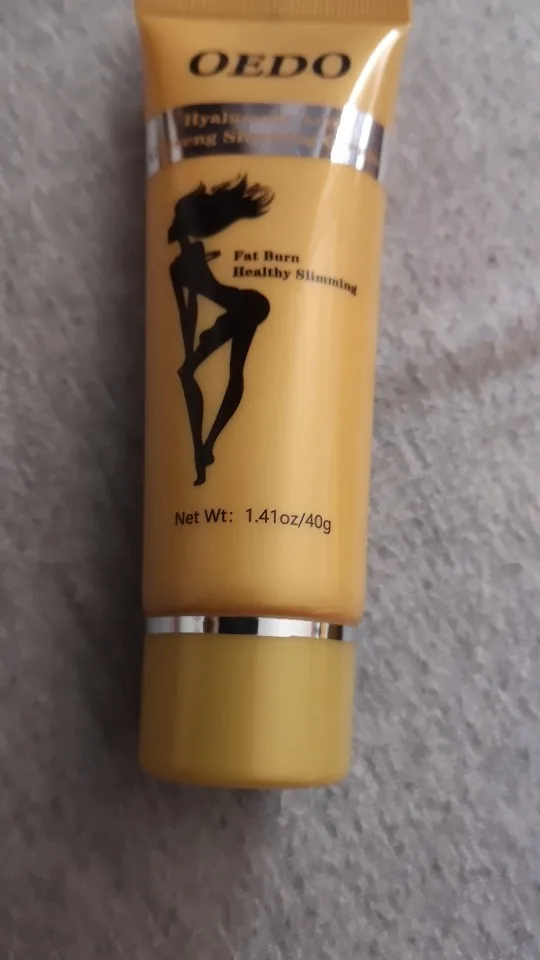 OEDO
Fat Burn
Healthy Slimming
Net Wt: 1.41oz/40g